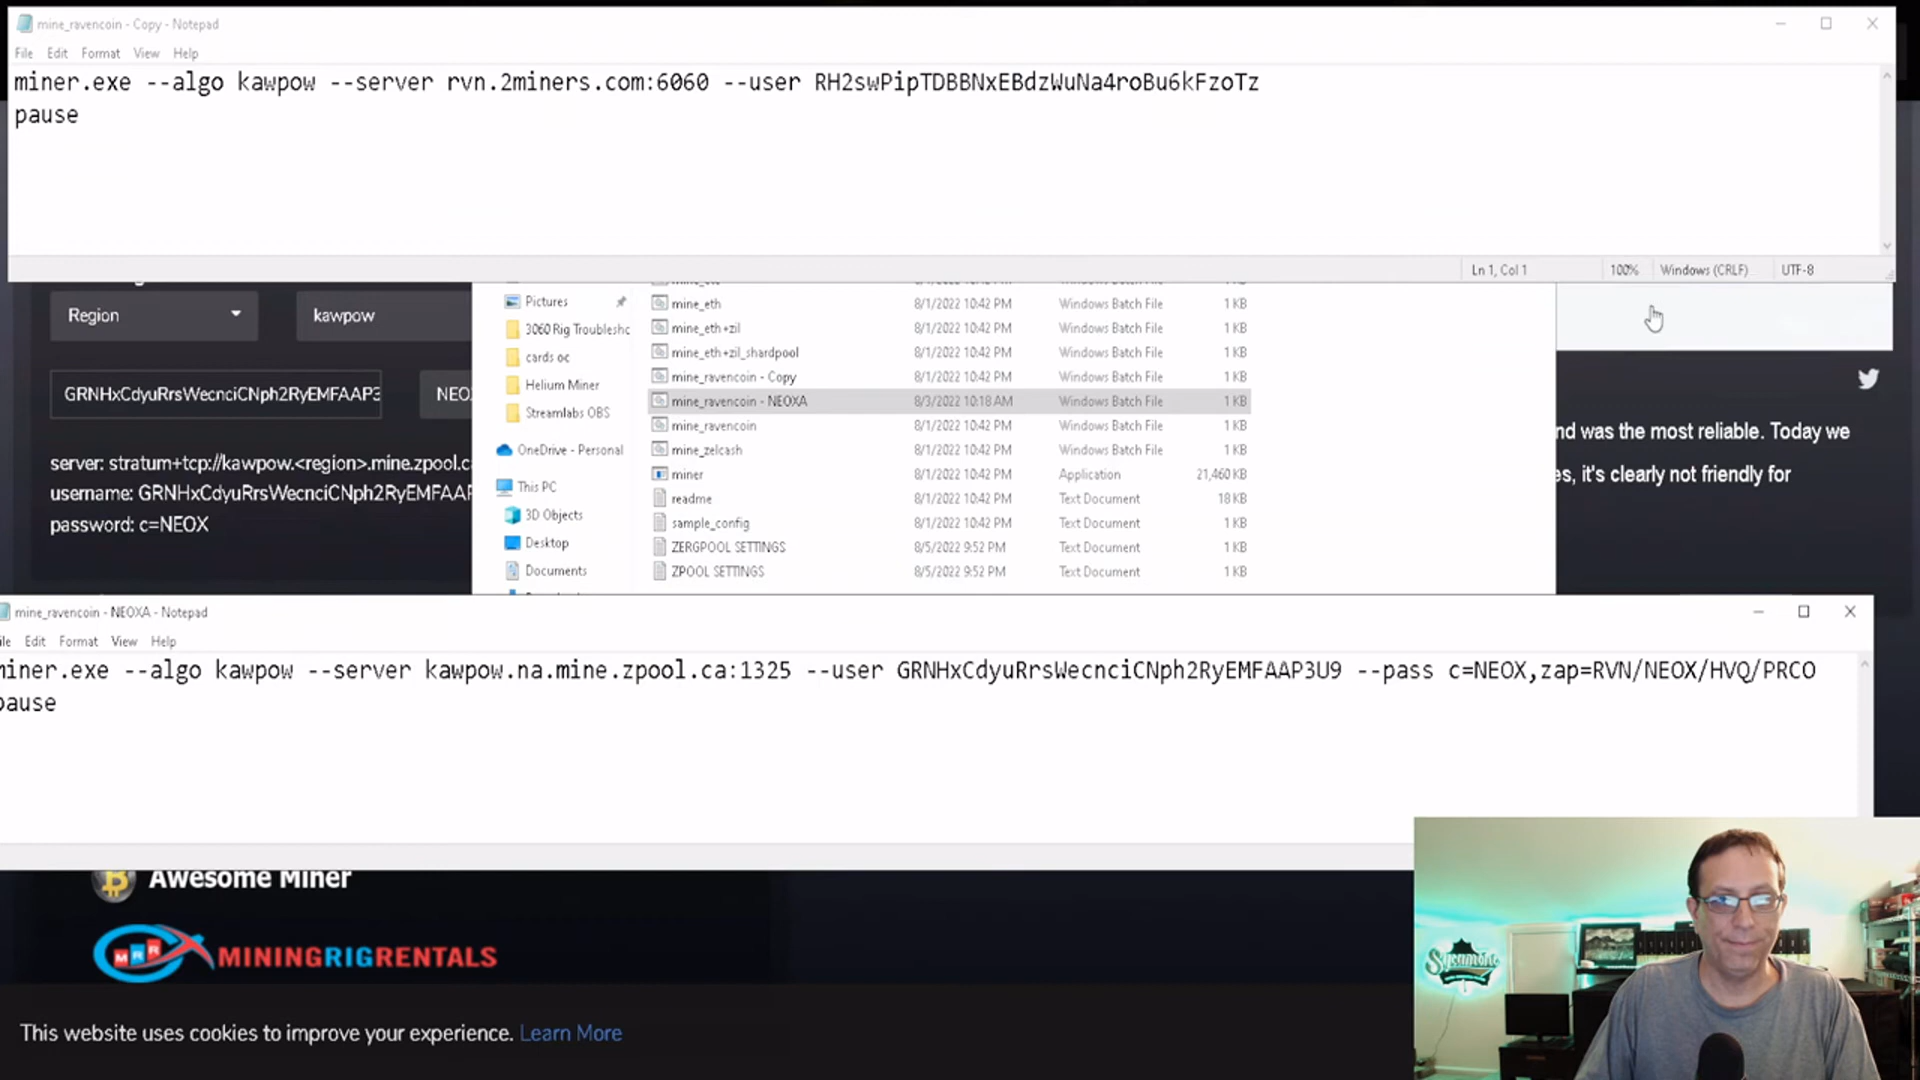 mine_ravencoin - Copy - Notepad
File Edit Format View Help
miner.exe --algo kawpow --server rvn.2miners.com:6060 --user RH2swPipTDBBNxEBdzWuNa4roBu6kFzoTz
pause
Ln 1, Col 1 100% Windows (CRLF) UTF-8
Region kawpow
GRNHxCdyuRrsWecnciCNph2RyEMFAAP3 NEO
server: stratum+tcp://kawpow.<region>.mine.zpool.c
username: GRNHxCdyuRrsWecnciCNph2RyEMFAAP
password: c=NEOX
Pictures
3060 Rig Troublesho
cards oc
Helium Miner
Streamlabs OBS
OneDrive - Personal
This PC
3D Objects
Desktop
Documents
mine_eth 8/1/2022 10:42 PM Windows Batch File 1 KB
mine_eth+zil 8/1/2022 10:42 PM Windows Batch File 1 KB
mine_eth+zil_shardpool 8/1/2022 10:42 PM Windows Batch File 1 KB
mine_ravencoin - Copy 8/1/2022 10:42 PM Windows Batch File 1 KB
mine_ravencoin - NEOXA 8/3/2022 10:18 AM Windows Batch File 1 KB
mine_ravencoin 8/1/2022 10:42 PM Windows Batch File 1 KB
mine_zelcash 8/1/2022 10:42 PM Windows Batch File 1 KB
miner 8/1/2022 10:42 PM Application 21,460 KB
readme 8/1/2022 10:42 PM Text Document 18 KB
sample_config 8/1/2022 10:42 PM Text Document 1 KB
ZERGPOOL SETTINGS 8/5/2022 9:52 PM Text Document 1 KB
ZPOOL SETTINGS 8/5/2022 9:52 PM Text Document 1 KB
nd was the most reliable. Today we
es, it's clearly not friendly for
mine_ravencoin - NEOXA - Notepad
ile Edit Format View Help
miner.exe --algo kawpow --server kawpow.na.mine.zpool.ca:1325 --user GRNHxCdyuRrsWecnciCNph2RyEMFAAP3U9 --pass c=NEOX,zap=RVN/NEOX/HVQ/PRCO
pause
Awesome Miner
MRR MININGRIGRENTALS
This website uses cookies to improve your experience. Learn More
Sycamore